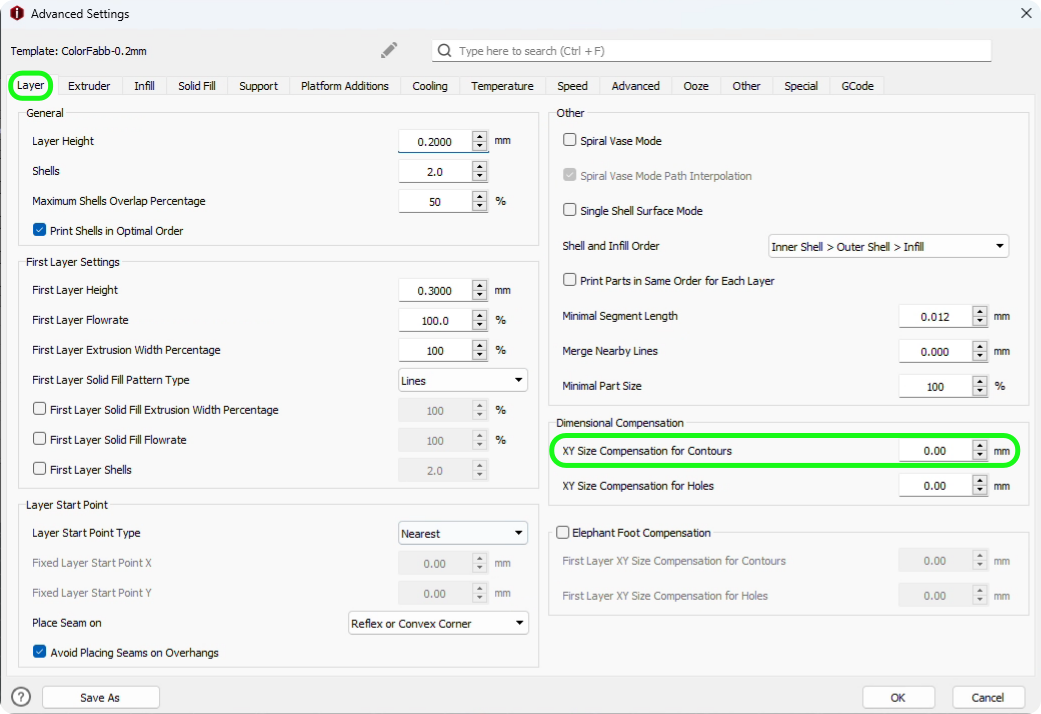 Advanced Settings
Template: ColorFabb-0.2mm
Type here to search (Ctrl + F)
Layer Extruder Infill Solid Fill Support Platform Additions Cooling Temperature Speed Advanced Ooze Other Special GCode
General
Layer Height 0.2000 mm
Shells 2.0
Maximum Shells Overlap Percentage 50 %
Print Shells in Optimal Order
First Layer Settings
First Layer Height 0.3000 mm
First Layer Flowrate 100.0 %
First Layer Extrusion Width Percentage 100 %
First Layer Solid Fill Pattern Type Lines
First Layer Solid Fill Extrusion Width Percentage 100 %
First Layer Solid Fill Flowrate 100 %
First Layer Shells 2.0
Layer Start Point
Layer Start Point Type Nearest
Fixed Layer Start Point X 0.00 mm
Fixed Layer Start Point Y 0.00 mm
Place Seam on Reflex or Convex Corner
Avoid Placing Seams on Overhangs
Other
Spiral Vase Mode
Spiral Vase Mode Path Interpolation
Single Shell Surface Mode
Shell and Infill Order Inner Shell > Outer Shell > Infill
Print Parts in Same Order for Each Layer
Minimal Segment Length 0.012 mm
Merge Nearby Lines 0.000 mm
Minimal Part Size 100 %
Dimensional Compensation
XY Size Compensation for Contours 0.00 mm
XY Size Compensation for Holes 0.00 mm
Elephant Foot Compensation
First Layer XY Size Compensation for Contours 0.00 mm
First Layer XY Size Compensation for Holes 0.00 mm
? Save As OK Cancel